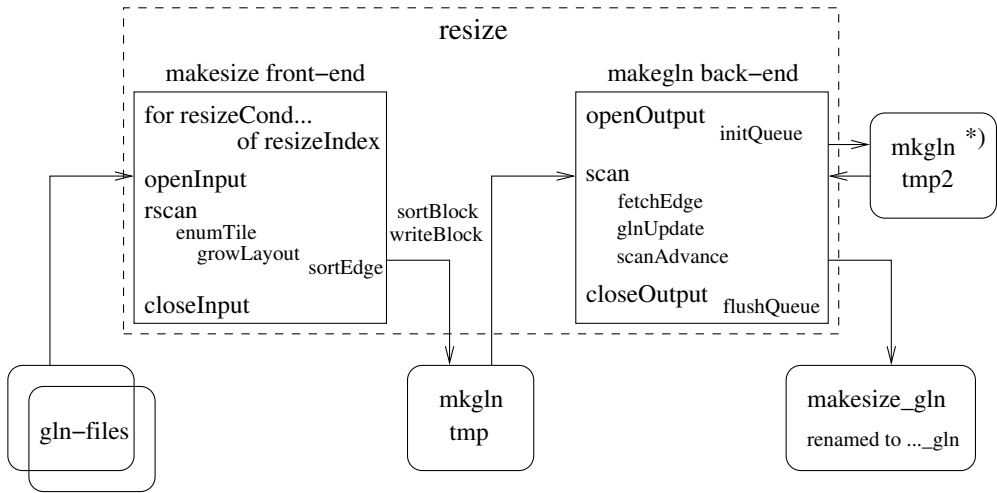 resize
makesize front−end
for resizeCond...
of resizeIndex
openInput
rscan
enumTile
growLayout
sortEdge
closeInput
sortBlock
writeBlock
makegln back−end
openOutput
initQueue
scan
fetchEdge
glnUpdate
scanAdvance
closeOutput
flushQueue
mkgln *)
tmp2
gln−files
mkgln
tmp
makesize_gln
renamed to ..._gln